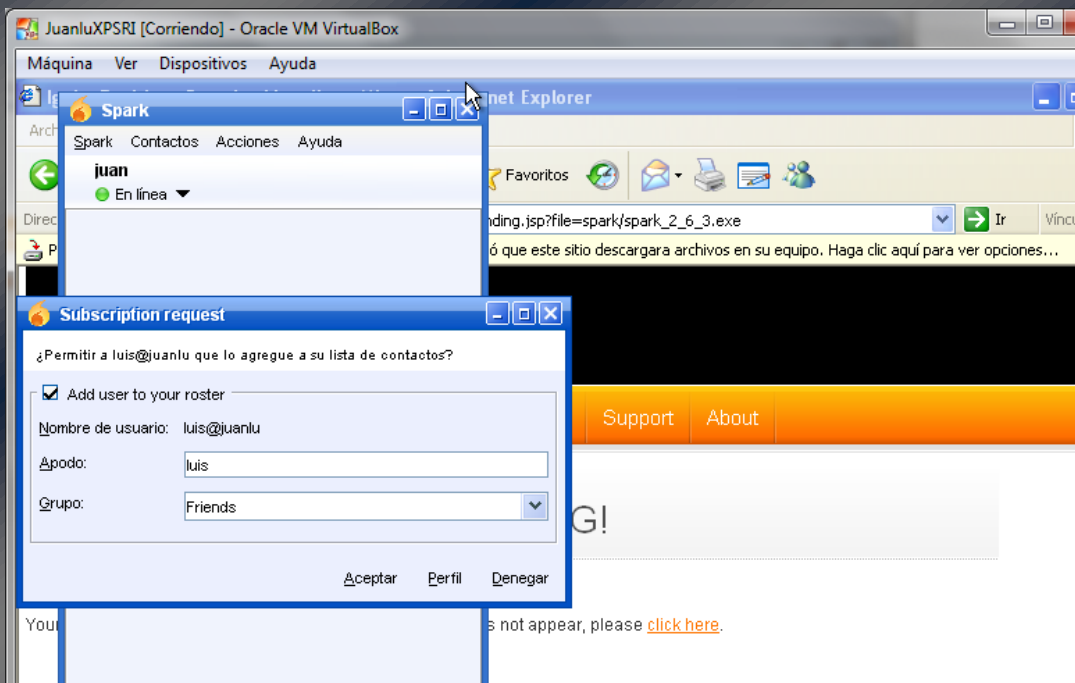 JuanluXPSRI [Corriendo] - Oracle VM VirtualBox
Máquina Ver Dispositivos Ayuda
net Explorer
Spark
Spark Contactos Acciones Ayuda
juan
En línea
Favoritos
Direc
nding.jsp?file=spark/spark_2_6_3.exe
Ir
Víncu
ó que este sitio descargara archivos en su equipo. Haga clic aquí para ver opciones...
Subscription request
¿Permitir a luis@juanlu que lo agregue a su lista de contactos?
Add user to your roster
Nombre de usuario: luis@juanlu
Apodo: luis
Grupo: Friends
Aceptar Perfil Denegar
Support About
G!
Your
s not appear, please click here.